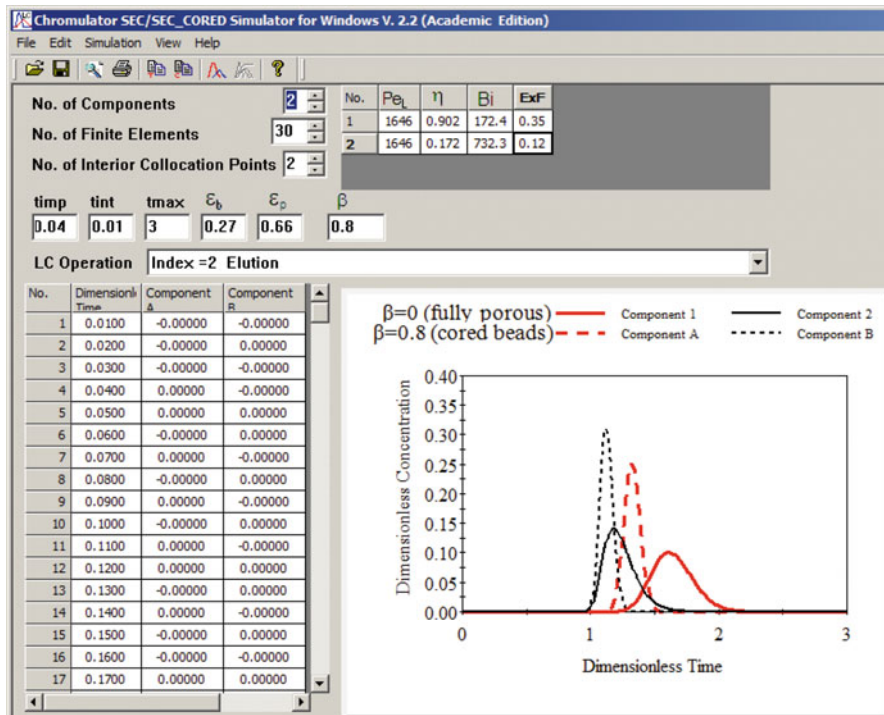 Chromulator SEC/SEC_CORED Simulator for Windows V. 2.2 (Academic Edition)
File Edit Simulation View Help
No. of Components 2
No. of Finite Elements 30
No. of Interior Collocation Points 2
No. PeL η Bi ExF
1 1646 0.902 172.4 0.35
2 1646 0.172 732.3 0.12
timp tint tmax εb εp β
0.04 0.01 3 0.27 0.66 0.8
LC Operation Index =2 Elution
No. Dimensionl Component Component
Time A B
1 0.0100 -0.00000 -0.00000
2 0.0200 -0.00000 0.00000
3 0.0300 -0.00000 -0.00000
4 0.0400 0.00000 -0.00000
5 0.0500 0.00000 0.00000
6 0.0600 -0.00000 0.00000
7 0.0700 0.00000 -0.00000
8 0.0800 -0.00000 0.00000
9 0.0900 0.00000 -0.00000
10 0.1000 -0.00000 0.00000
11 0.1100 0.00000 -0.00000
12 0.1200 0.00000 0.00000
13 0.1300 -0.00000 0.00000
14 0.1400 0.00000 -0.00000
15 0.1500 -0.00000 0.00000
16 0.1600 -0.00000 -0.00000
17 0.1700 0.00000 0.00000
β=0 (fully porous) Component 1 Component 2
β=0.8 (cored beads) Component A Component B
Dimensionless Concentration
0.40
0.35
0.30
0.25
0.20
0.15
0.10
0.05
0.00
0 1 2 3
Dimensionless Time